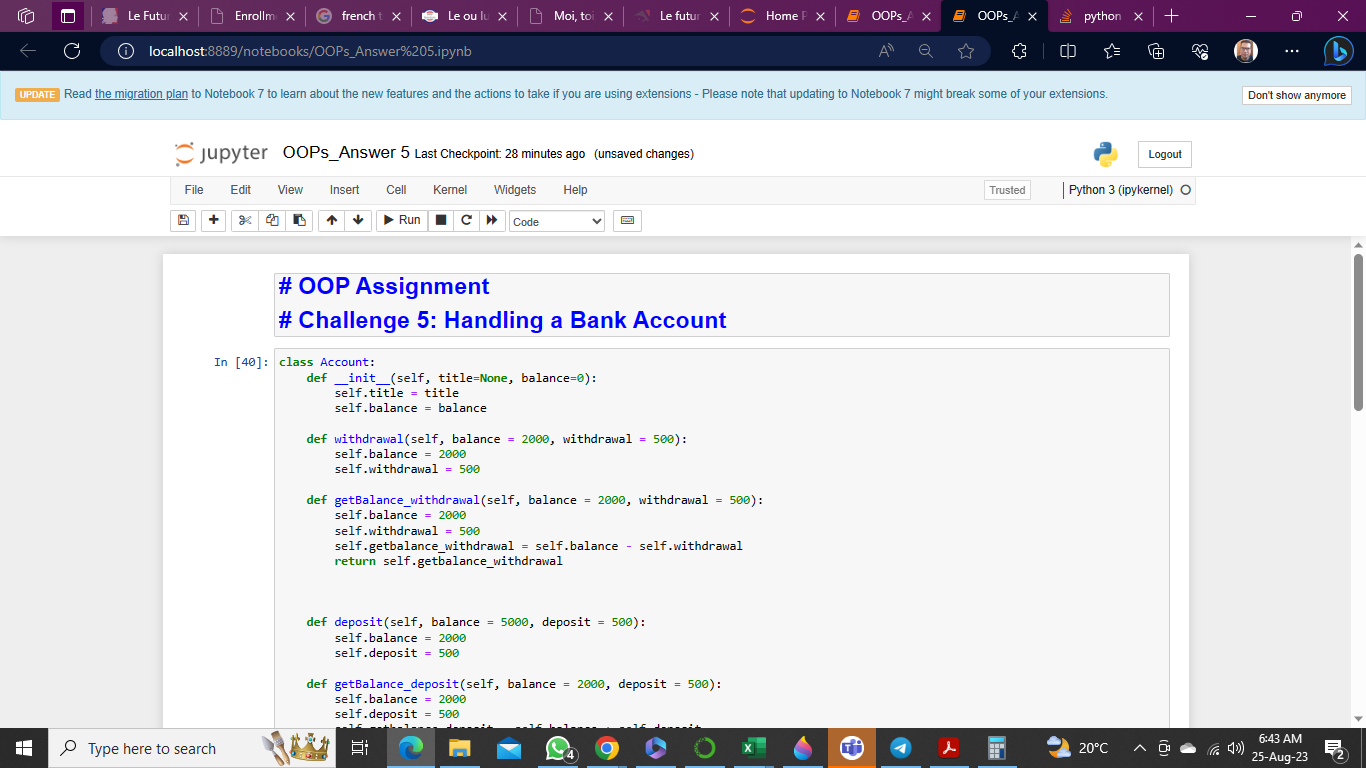 Le Futur
Enrollme
french t
Le ou lu
Moi, toi
Le futur
Home P
OOPs_A
OOPs_A
python
localhost:8889/notebooks/OOPs_Answer%205.ipynb
UPDATE Read the migration plan to Notebook 7 to learn about the new features and the actions to take if you are using extensions - Please note that updating to Notebook 7 might break some of your extensions.
Don't show anymore
jupyter OOPs_Answer 5 Last Checkpoint: 28 minutes ago (unsaved changes)
Logout
File Edit View Insert Cell Kernel Widgets Help
Trusted
Python 3 (ipykernel)
Run
Code
# OOP Assignment
# Challenge 5: Handling a Bank Account
In [40]: class Account:
    def __init__(self, title=None, balance=0):
        self.title = title
        self.balance = balance
    def withdrawal(self, balance = 2000, withdrawal = 500):
        self.balance = 2000
        self.withdrawal = 500
    def getBalance_withdrawal(self, balance = 2000, withdrawal = 500):
        self.balance = 2000
        self.withdrawal = 500
        self.getbalance_withdrawal = self.balance - self.withdrawal
        return self.getbalance_withdrawal
    def deposit(self, balance = 5000, deposit = 500):
        self.balance = 2000
        self.deposit = 500
    def getBalance_deposit(self, balance = 2000, deposit = 500):
        self.balance = 2000
        self.deposit = 500
Type here to search
4
20°C
6:43 AM
25-Aug-23
2